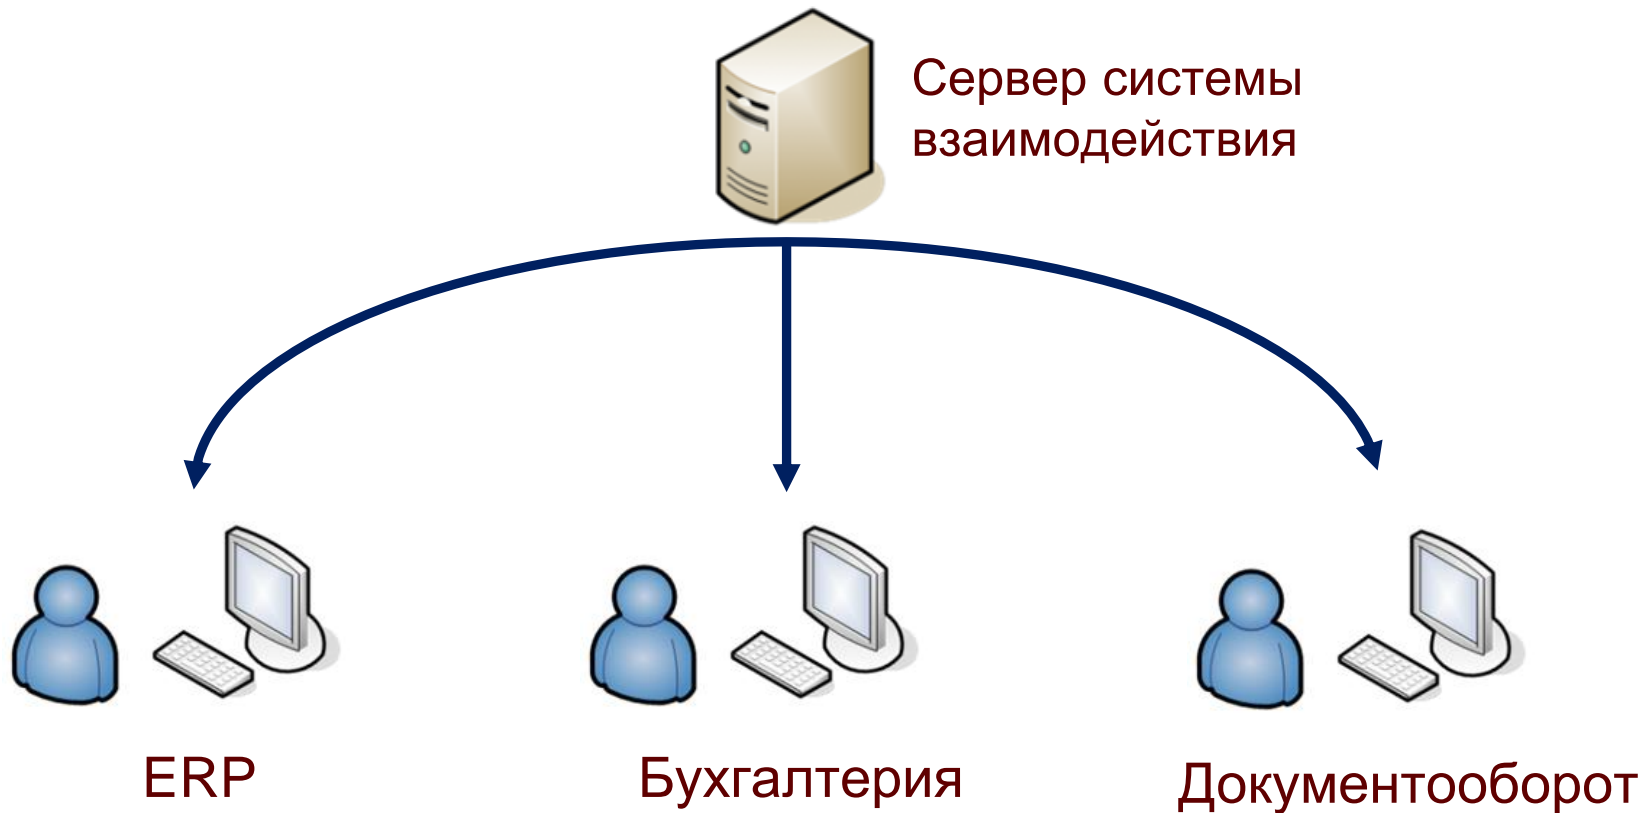 Сервер системы
взаимодействия
ERP
Бухгалтерия
Документооборот